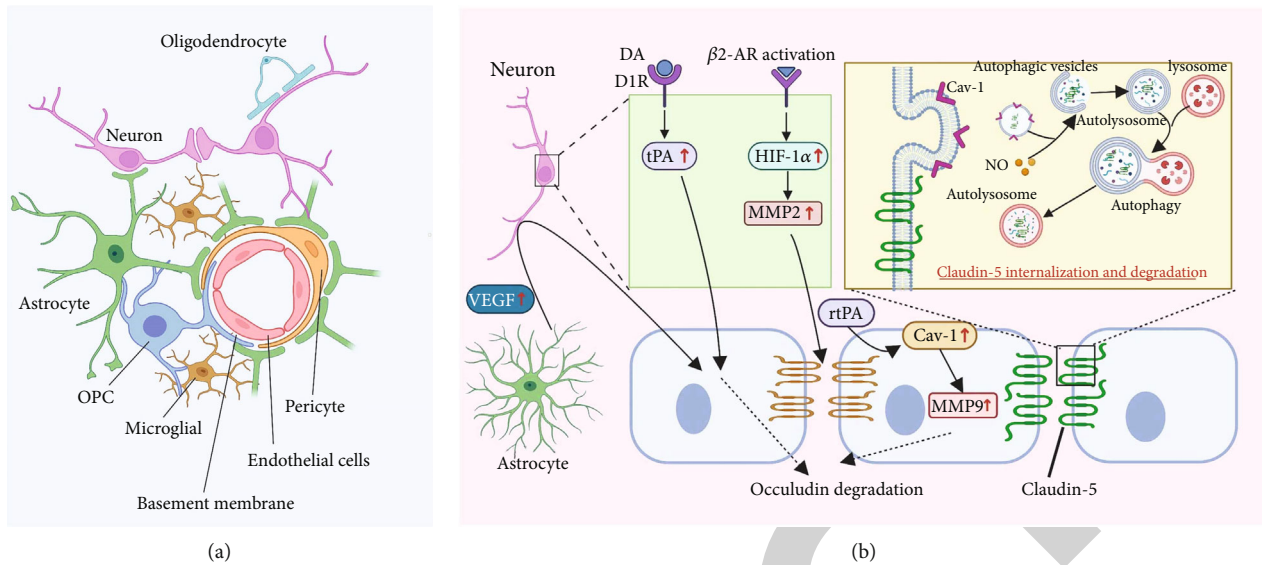 Oligodendrocyte
Neuron
Astrocyte
OPC
Microglial
Pericyte
Endothelial cells
Basement membrane
(a)
Neuron
DA
D1R
β2-AR activation
tPA ↑
HIF-1α ↑
MMP2 ↑
VEGF ↑
Astrocyte
Cav-1
Autophagic vesicles
lysosome
Autolysosome
NO
Autolysosome
Autophagy
Claudin-5 internalization and degradation
rtPA
Cav-1 ↑
MMP9 ↑
Occuludin degradation
Claudin-5
(b)